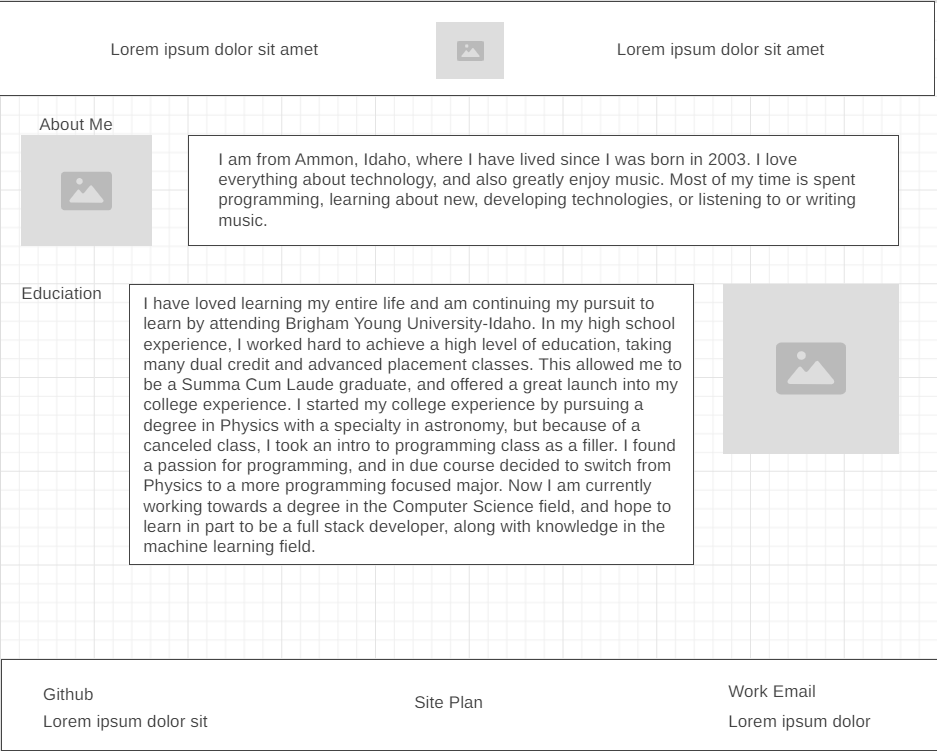 Lorem ipsum dolor sit amet
Lorem ipsum dolor sit amet
About Me
I am from Ammon, Idaho, where I have lived since I was born in 2003. I love
everything about technology, and also greatly enjoy music. Most of my time is spent
programming, learning about new, developing technologies, or listening to or writing
music.
Educiation
I have loved learning my entire life and am continuing my pursuit to
learn by attending Brigham Young University-Idaho. In my high school
experience, I worked hard to achieve a high level of education, taking
many dual credit and advanced placement classes. This allowed me to
be a Summa Cum Laude graduate, and offered a great launch into my
college experience. I started my college experience by pursuing a
degree in Physics with a specialty in astronomy, but because of a
canceled class, I took an intro to programming class as a filler. I found
a passion for programming, and in due course decided to switch from
Physics to a more programming focused major. Now I am currently
working towards a degree in the Computer Science field, and hope to
learn in part to be a full stack developer, along with knowledge in the
machine learning field.
Github
Lorem ipsum dolor sit
Site Plan
Work Email
Lorem ipsum dolor